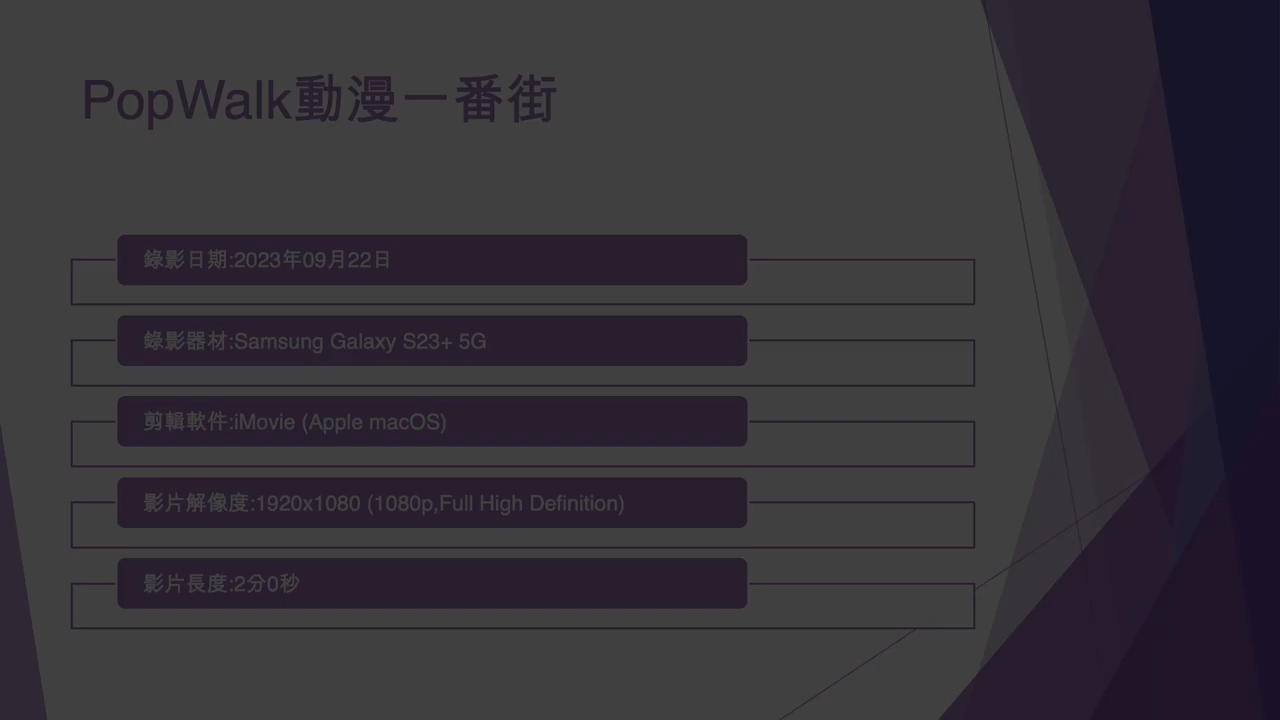 PopWalk動漫一番街
錄影日期:2023年09月22日
錄影器材:Samsung Galaxy S23+ 5G
剪輯軟件:iMovie (Apple macOS)
影片解像度:1920x1080 (1080p,Full High Definition)
影片長度:2分0秒